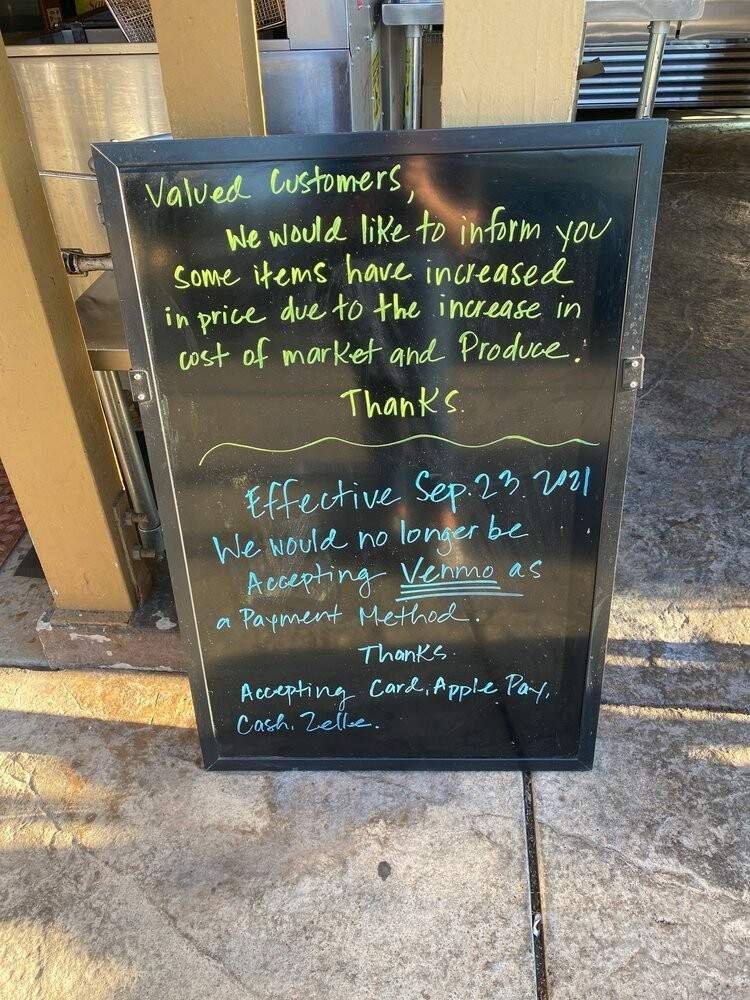 Valued Customers,
We would like to inform you
some items have increased
in price due to the increase in
cost of market and Produce.
Thanks.
Effective Sep. 23. 2021
We would no longer be
Accepting Venmo as
a Payment Method.
Thanks.
Accepting Card, Apple Pay,
Cash, Zelle.